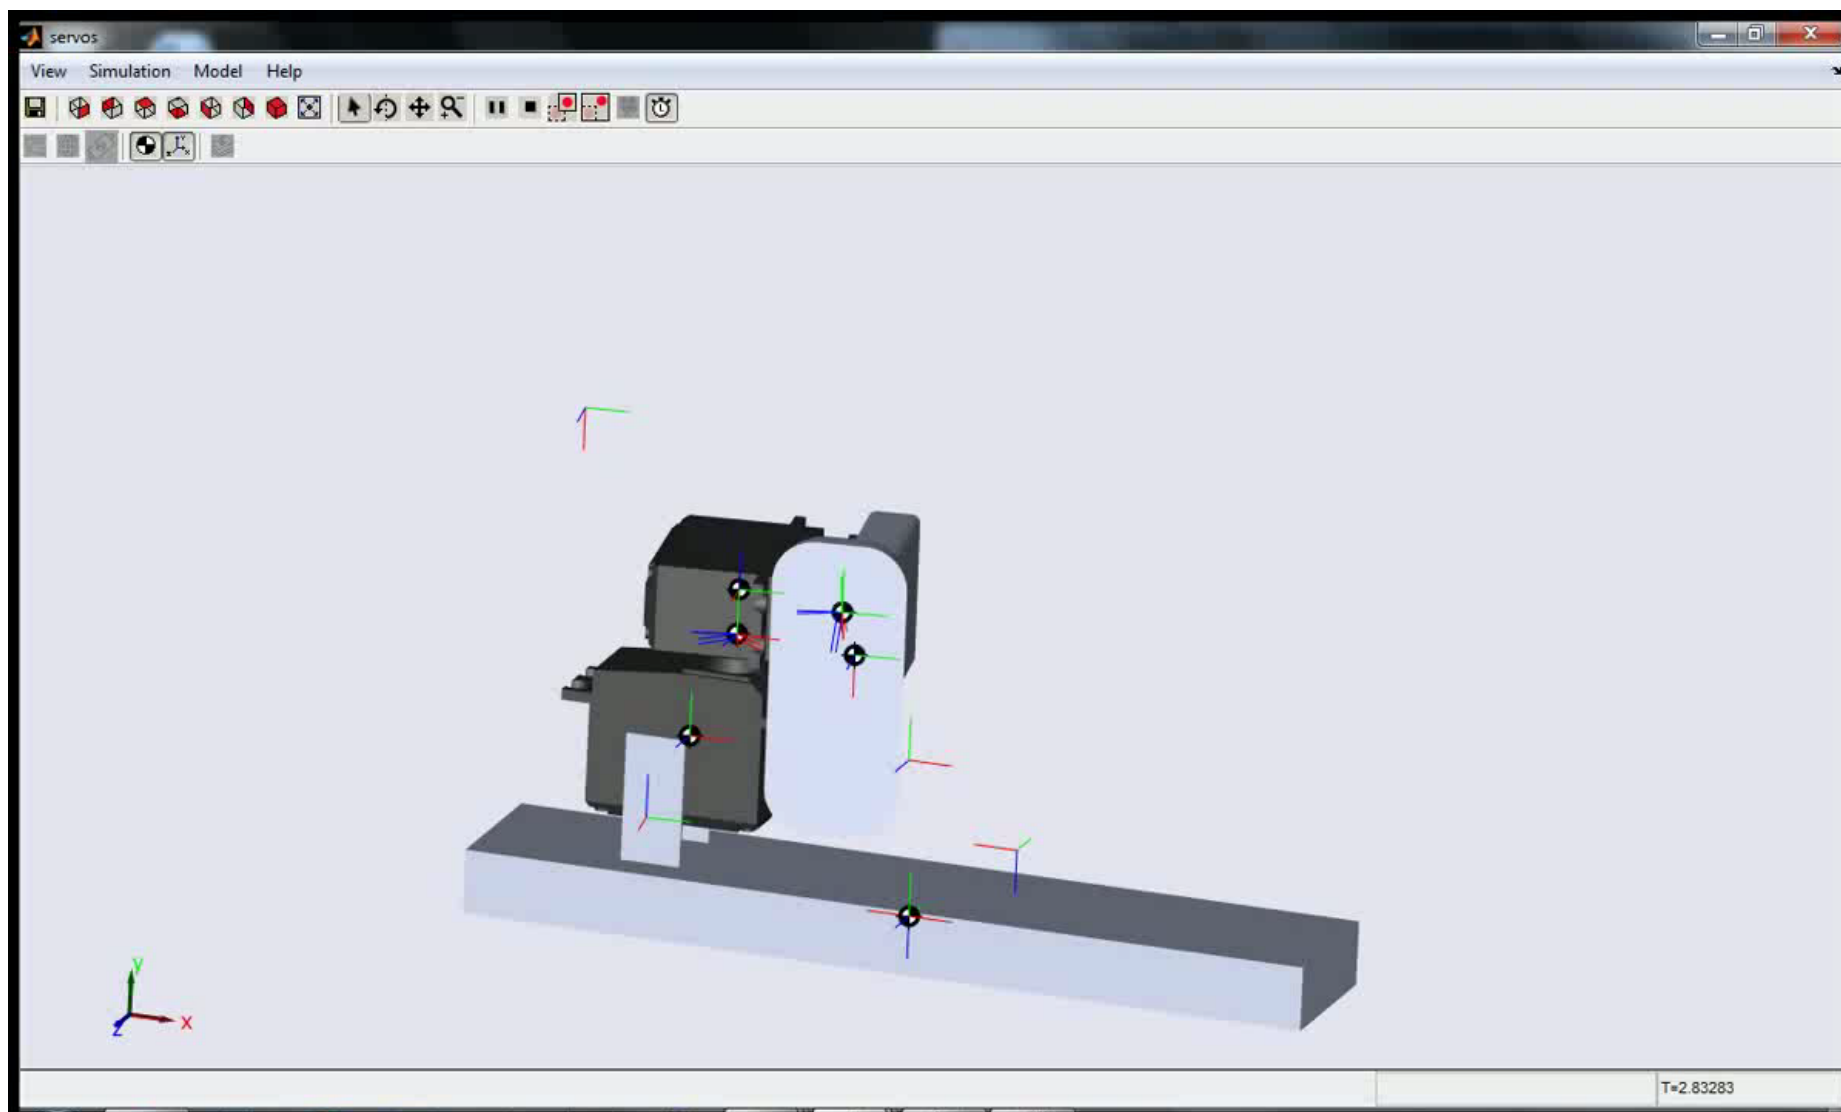 servos
View Simulation Model Help
y
x
z
T=2.83283